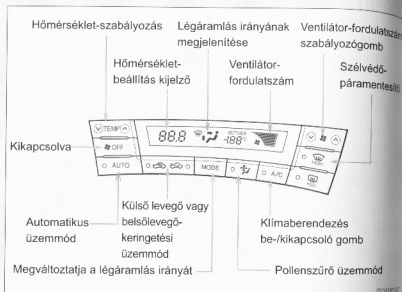 Hőmérséklet-szabályozás
Légáramlás irányának
megjelenítése
Ventilátor-fordulatszám
szabályozógomb
Hőmérséklet-
beállítás kijelző
Ventilátor-
fordulatszám
Szélvédő-
páramentesítő
TEMP
88.8
OUTSIDE
-188°
OFF
AUTO
MODE
A/C
Kikapcsolva
Automatikus
üzemmód
Külső levegő vagy
belsőlevegő-
keringetési
üzemmód
Klímaberendezés
be-/kikapcsoló gomb
Megváltoztatja a légáramlás irányát
Pollenszűrő üzemmód